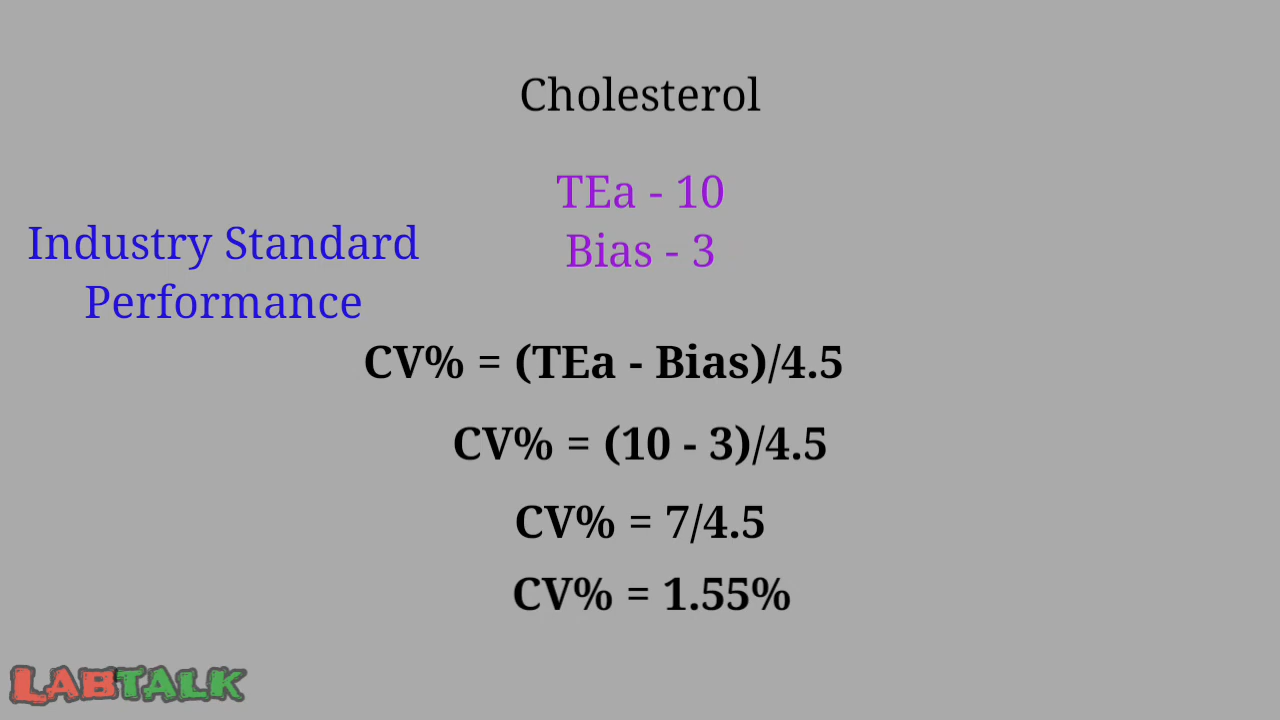 Cholesterol
TEa - 10
Bias - 3
Industry Standard
Performance
CV% = (TEa - Bias)/4.5
CV% = (10 - 3)/4.5
CV% = 7/4.5
CV% = 1.55%
LABTALK